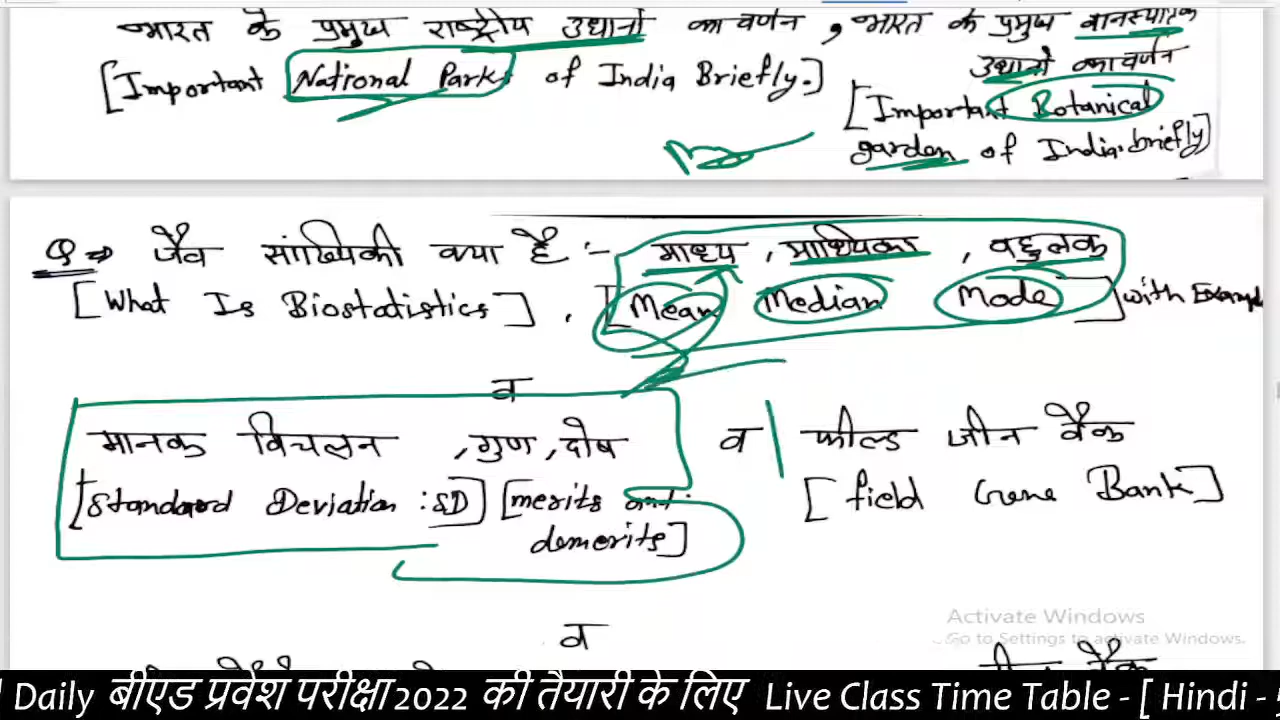 भारत के प्रमुख राष्ट्रीय उधानो का वर्णन , भारत के प्रमुख वानस्पतिक
उधानो का वर्णन
[Important National Parks of India Briefly.]
[Important Botanical
garden of India.briefly]
Q⇒ जैव सांख्यिकी क्या है :- माध्य , माध्यिका , बहुलक
[What Is Biostatistics] , [Mean Median Mode] with Exampl
व
मानक विचलन , गुण , दोष व फील्ड जीन बैंक
[Standard Deviation : SD] [merits and [field Gene Bank]
demerits]
व
Activate Windows
Go to Settings to activate Windows.
Daily बीएड प्रवेश परीक्षा 2022 की तैयारी के लिए Live Class Time Table - [ Hindi -